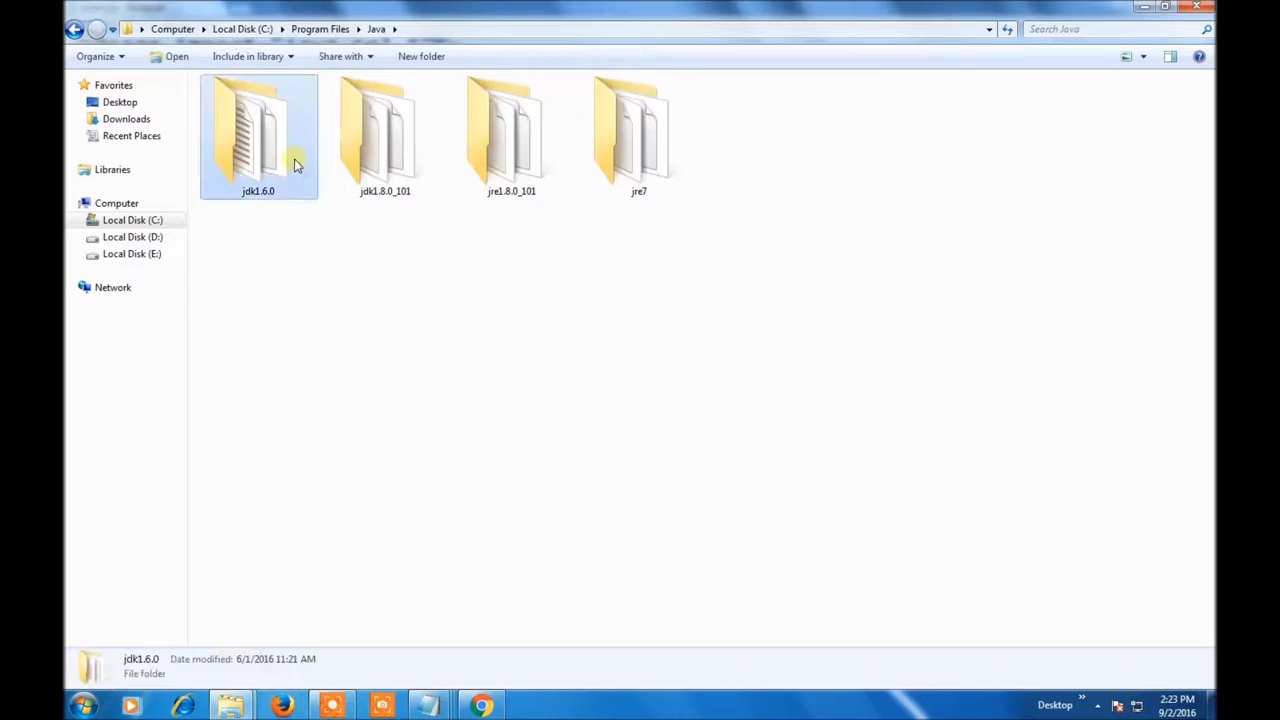 Computer Local Disk (C:) Program Files Java
Search Java
Organize Open Include in library Share with New folder
Favorites
Desktop
Downloads
Recent Places
Libraries
Computer
Local Disk (C:)
Local Disk (D:)
Local Disk (E:)
Network
jdk1.6.0 jdk1.8.0_101 jre1.8.0_101 jre7
jdk1.6.0 Date modified: 6/1/2016 11:21 AM
File folder
Desktop
2:23 PM
9/2/2016